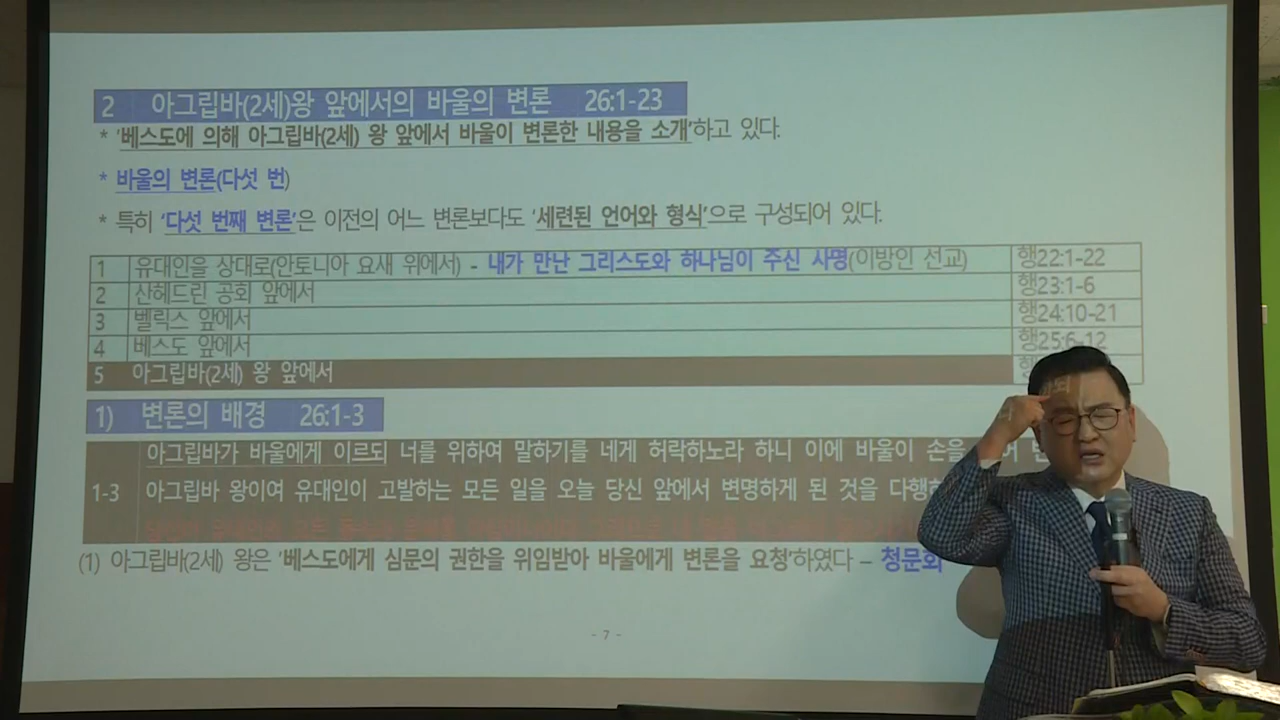 2 아그립바(2세)왕 앞에서의 바울의 변론 26:1-23
* '베스도에 의해 아그립바(2세) 왕 앞에서 바울이 변론한 내용을 소개'하고 있다.
* 바울의 변론(다섯 번)
* 특히 '다섯 번째 변론'은 이전의 어느 변론보다도 '세련된 언어와 형식'으로 구성되어 있다.
1 유대인을 상대로(안토니아 요새 위에서) - 내가 만난 그리스도와 하나님이 주신 사명(이방인 선교) 행22:1-22
2 산헤드린 공회 앞에서 행23:1-6
3 벨릭스 앞에서 행24:10-21
4 베스도 앞에서 행25:6-12
5 아그립바(2세) 왕 앞에서
1) 변론의 배경 26:1-3
아그립바가 바울에게 이르되 너를 위하여 말하기를 네게 허락하노라 하니 이에 바울이 손을
1-3 아그립바 왕이여 유대인이 고발하는 모든 일을 오늘 당신 앞에서 변명하게 된 것을
(1) 아그립바(2세) 왕은 '베스도에게 심문의 권한을 위임받아 바울에게 변론을 요청'하였다 – 청문회
- 7 -